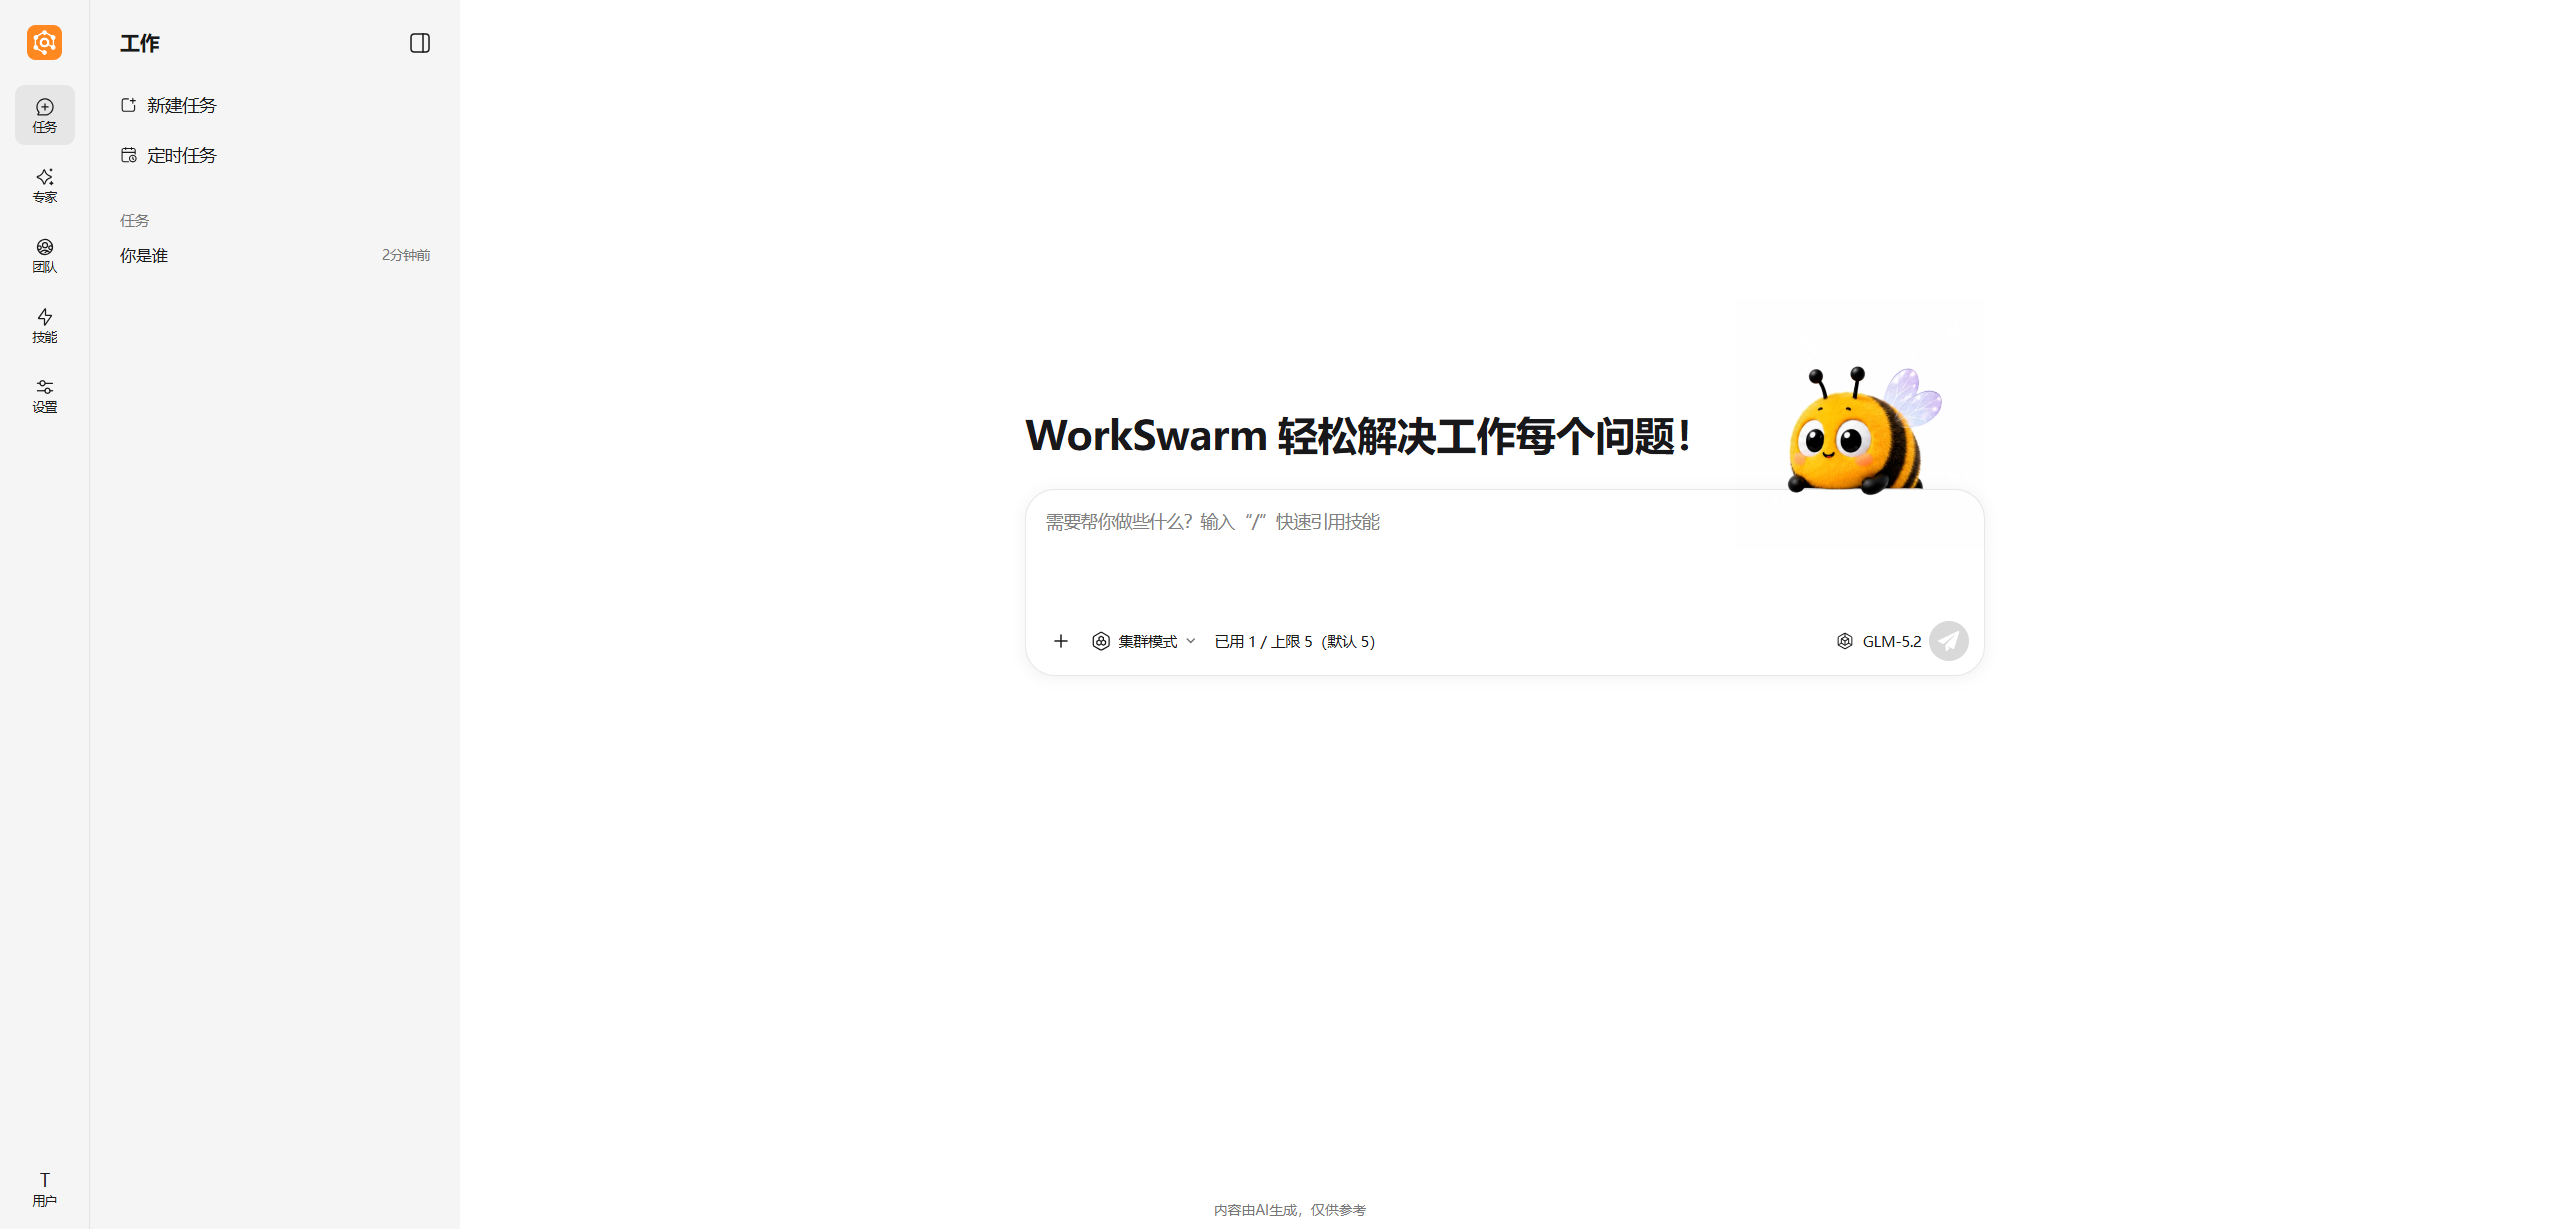 任务
专家
团队
技能
设置
T
用户
工作
新建任务
定时任务
任务
你是谁 2分钟前
WorkSwarm 轻松解决工作每个问题！
需要帮你做些什么？输入“/”快速引用技能
集群模式 已用 1 / 上限 5（默认 5） GLM-5.2
内容由AI生成，仅供参考